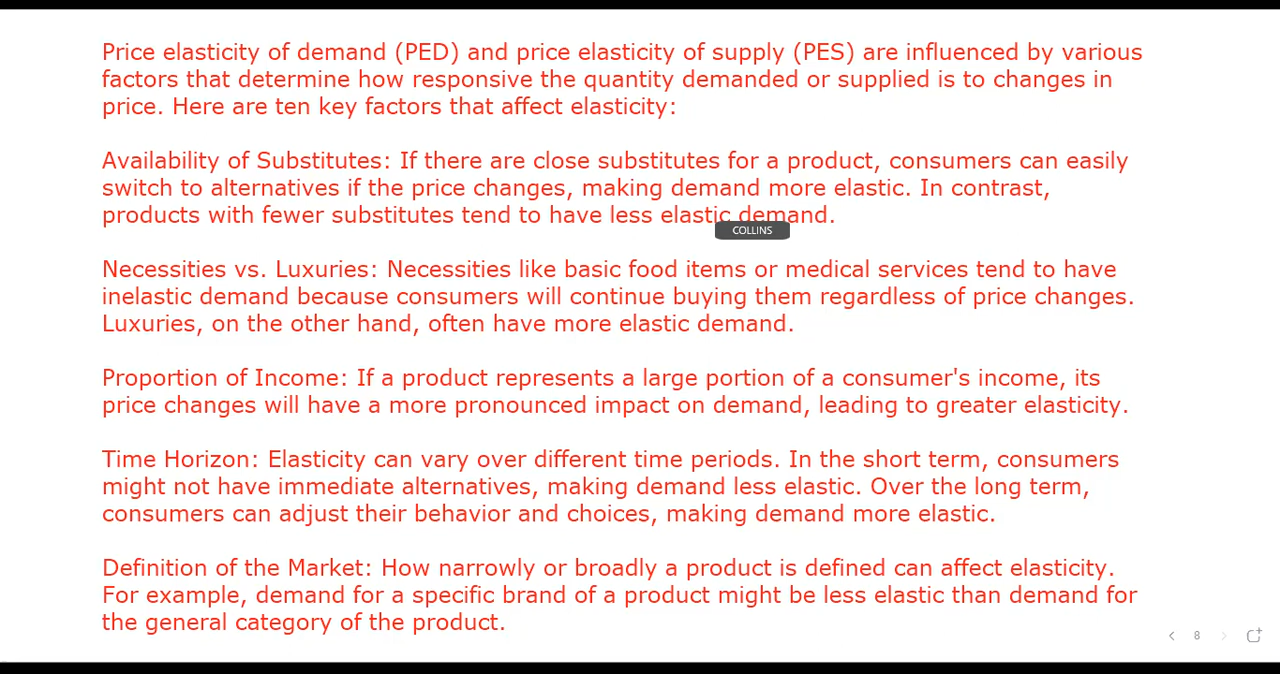 Price elasticity of demand (PED) and price elasticity of supply (PES) are influenced by various
factors that determine how responsive the quantity demanded or supplied is to changes in
price. Here are ten key factors that affect elasticity:
Availability of Substitutes: If there are close substitutes for a product, consumers can easily
switch to alternatives if the price changes, making demand more elastic. In contrast,
products with fewer substitutes tend to have less elastic demand.
COLLINS
Necessities vs. Luxuries: Necessities like basic food items or medical services tend to have
inelastic demand because consumers will continue buying them regardless of price changes.
Luxuries, on the other hand, often have more elastic demand.
Proportion of Income: If a product represents a large portion of a consumer's income, its
price changes will have a more pronounced impact on demand, leading to greater elasticity.
Time Horizon: Elasticity can vary over different time periods. In the short term, consumers
might not have immediate alternatives, making demand less elastic. Over the long term,
consumers can adjust their behavior and choices, making demand more elastic.
Definition of the Market: How narrowly or broadly a product is defined can affect elasticity.
For example, demand for a specific brand of a product might be less elastic than demand for
the general category of the product.
8